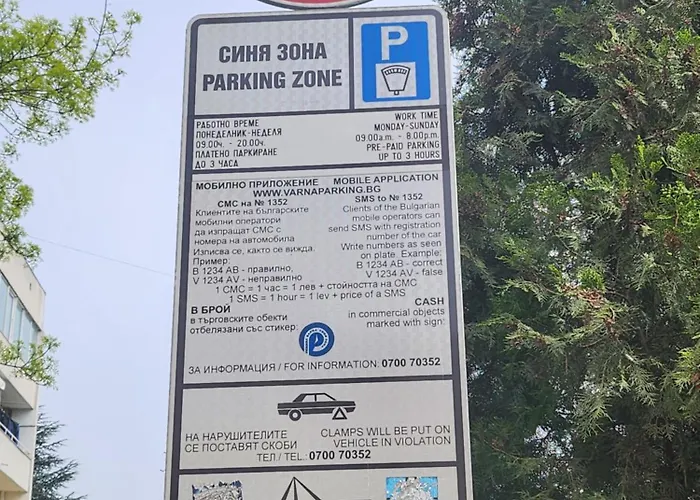 СИНЯ ЗОНА
PARKING ZONE
P
РАБОТНО ВРЕМЕ
ПОНЕДЕЛНИК-НЕДЕЛЯ
09.00ч. - 20.00ч.
ПЛАТЕНО ПАРКИРАНЕ
ДО 3 ЧАСА
WORK TIME
MONDAY-SUNDAY
09.00a.m. - 8.00p.m.
PRE-PAID PARKING
UP TO 3 HOURS
МОБИЛНО ПРИЛОЖЕНИЕ MOBILE APPLICATION
WWW.VARNAPARKING.BG
СМС на № 1352
Клиентите на българските
мобилни оператори
да изпращат СМС с
номера на автомобила
Изписва се, както се вижда.
Пример:
В 1234 АВ - правилно,
V 1234 AV - неправилно
SMS to № 1352
Clients of the Bulgarian
mobile operators can
send SMS with registration
number of the car
Write numbers as seen
on plate. Example:
B 1234 AB - correct
V 1234 AV - false
1 СМС = 1 час = 1 лев + стойността на СМС
1 SMS = 1 hour = 1 lev + price of a SMS
В БРОЙ
в търговските обекти
отбелязани със стикер:
CASH
in commercial objects
marked with sign:
ЗА ИНФОРМАЦИЯ / FOR INFORMATION: 0700 70352
НА НАРУШИТЕЛИТЕ
СЕ ПОСТАВЯТ СКОБИ
CLAMPS WILL BE PUT ON
VEHICLE IN VIOLATION
ТЕЛ./ TEL.: 0700 70352